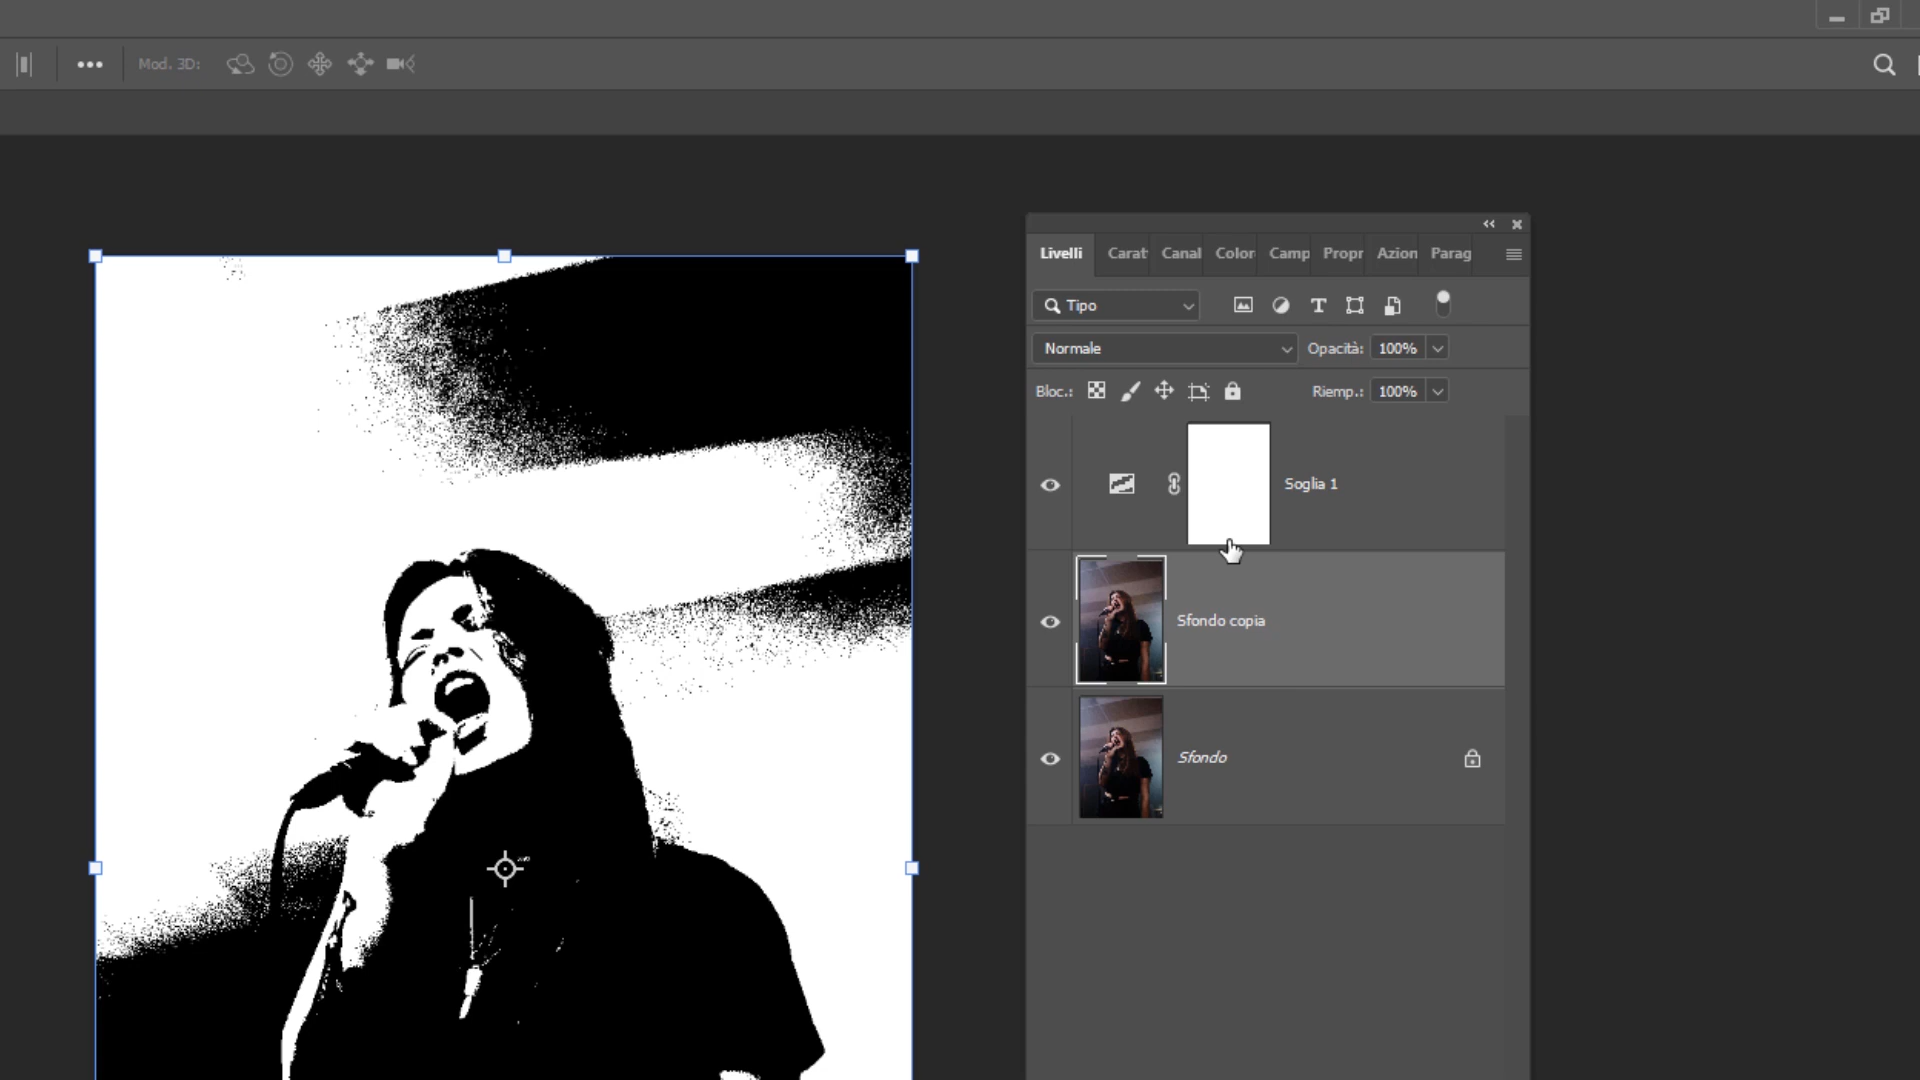 Mod. 3D:
Livelli Carat Canal Color Camp Propr Azion Parag
Tipo
Normale Opacità: 100%
Bloc.: Riemp.: 100%
Soglia 1
Sfondo copia
Sfondo